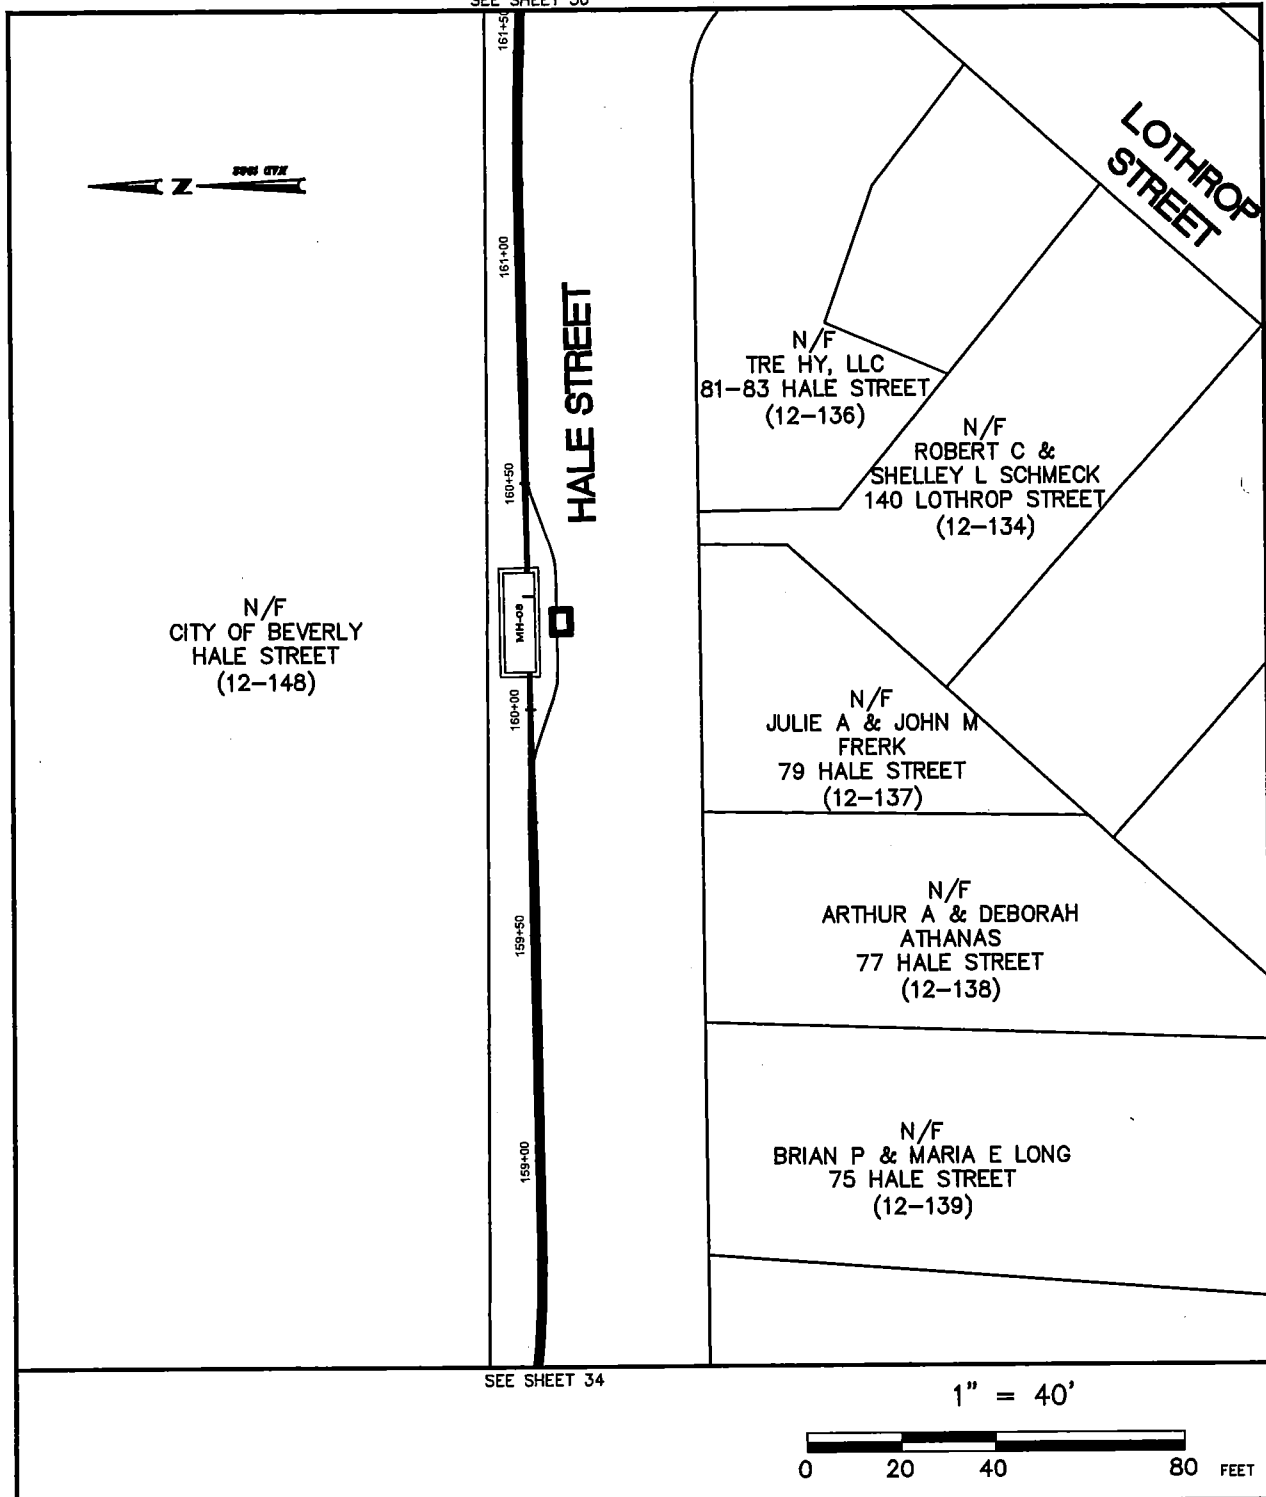 161+50
LOTHROP
STREET
N
161+00
HALE STREET
N/F
TRE HY, LLC
81-83 HALE STREET
(12-136)
N/F
ROBERT C &
SHELLEY L SCHMECK
140 LOTHROP STREET
(12-134)
160+50
MH-08
N/F
CITY OF BEVERLY
HALE STREET
(12-148)
160+00
N/F
JULIE A & JOHN M
FRERK
79 HALE STREET
(12-137)
159+50
N/F
ARTHUR A & DEBORAH
ATHANAS
77 HALE STREET
(12-138)
159+00
N/F
BRIAN P & MARIA E LONG
75 HALE STREET
(12-139)
SEE SHEET 34
1" = 40'
0 20 40 80 FEET